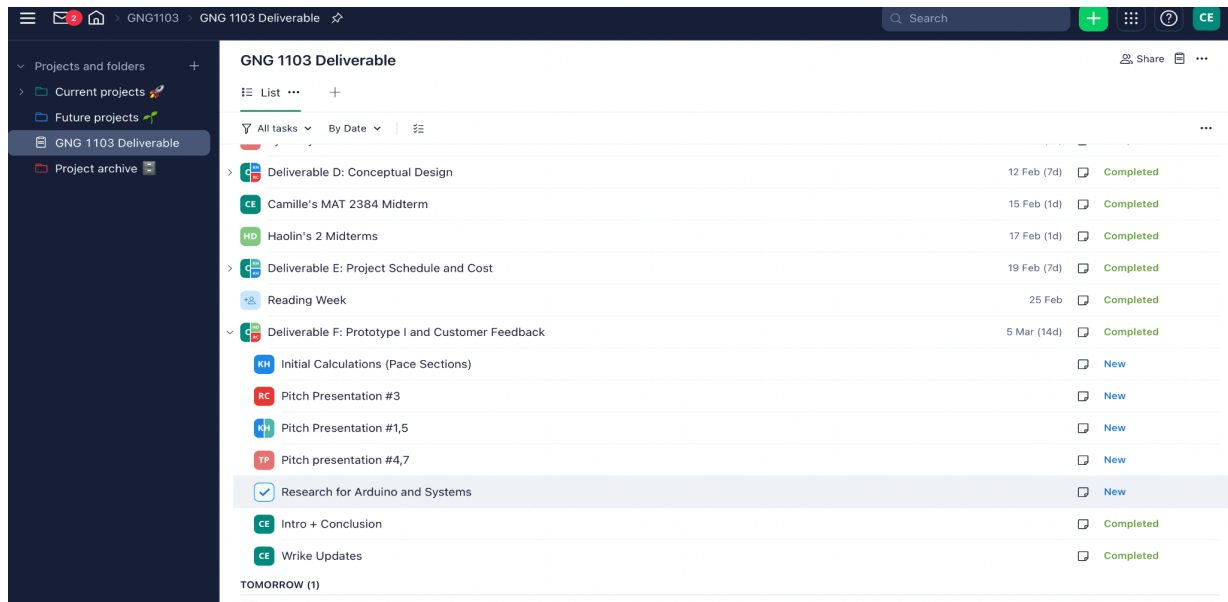 2 GNG1103 GNG 1103 Deliverable Search CE
Projects and folders
Current projects 🚀
Future projects 🌱
GNG 1103 Deliverable
Project archive 🗄️
GNG 1103 Deliverable Share
List
All tasks By Date
Deliverable D: Conceptual Design 12 Feb (7d) Completed
CE Camille's MAT 2384 Midterm 15 Feb (1d) Completed
HD Haolin's 2 Midterms 17 Feb (1d) Completed
Deliverable E: Project Schedule and Cost 19 Feb (7d) Completed
Reading Week 25 Feb Completed
Deliverable F: Prototype I and Customer Feedback 5 Mar (14d) Completed
KH Initial Calculations (Pace Sections) New
RC Pitch Presentation #3 New
KH Pitch Presentation #1,5 New
TP Pitch presentation #4,7 New
Research for Arduino and Systems New
CE Intro + Conclusion Completed
CE Wrike Updates Completed
TOMORROW (1)